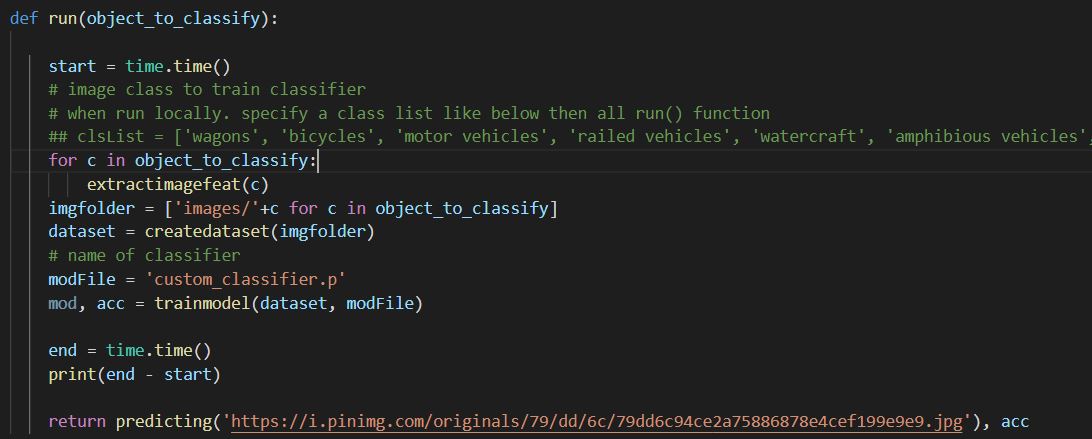 def run(object_to_classify):
start = time.time()
# image class to train classifier
# when run locally. specify a class list like below then all run() function
## clsList = ['wagons', 'bicycles', 'motor vehicles', 'railed vehicles', 'watercraft', 'amphibious vehicles',
for c in object_to_classify:
extractimagefeat(c)
imgfolder = ['images/'+c for c in object_to_classify]
dataset = createdataset(imgfolder)
# name of classifier
modFile = 'custom_classifier.p'
mod, acc = trainmodel(dataset, modFile)
end = time.time()
print(end - start)
return predicting('https://i.pinimg.com/originals/79/dd/6c/79dd6c94ce2a75886878e4cef199e9e9.jpg'), acc